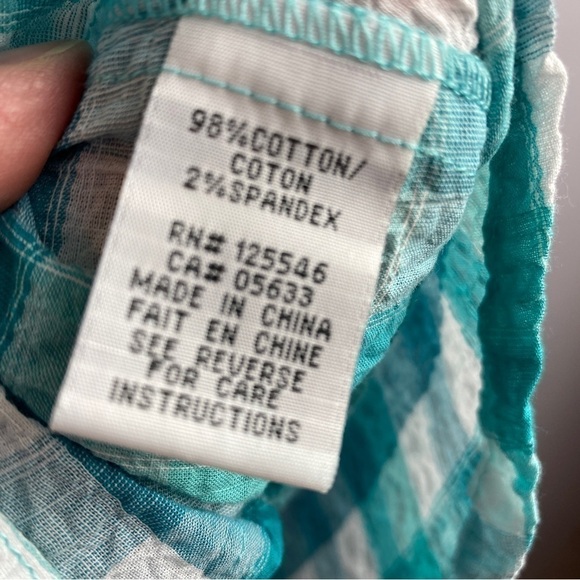 98%COTTON/
COTON
2%SPANDEX
RN# 125546
CA# 05633
MADE IN CHINA
FAIT EN CHINE
SEE REVERSE
FOR CARE
INSTRUCTIONS